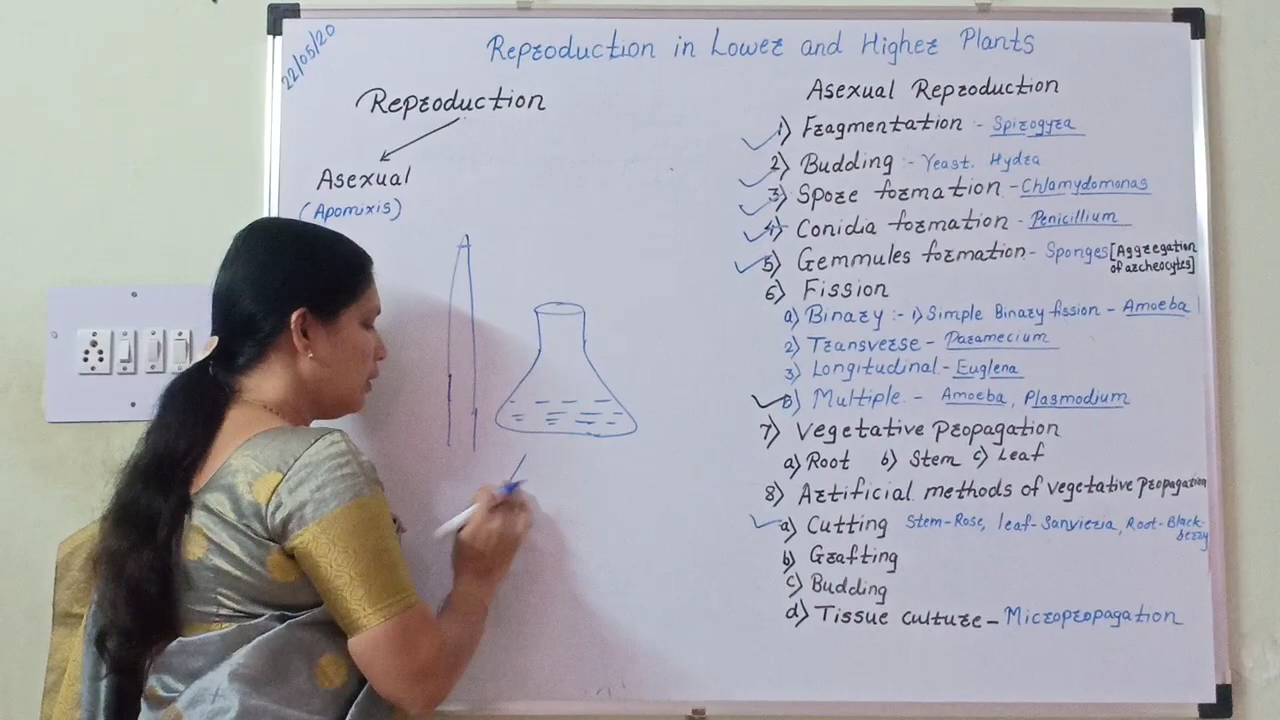 22/05/20
Reproduction in Lower and Higher Plants
Reproduction
Asexual
(Apomixis)
Asexual Reproduction
1) Fragmentation - Spirogyra
2) Budding :- Yeast, Hydra
3) Spore formation - Chlamydomonas
4) Conidia formation - Penicillium
5) Gemmules formation - Sponges [Aggregation
of archeocytes]
6) Fission
a) Binary :- 1) Simple Binary fission - Amoeba
2) Transverse - Paramecium
3) Longitudinal - Euglena
B) Multiple - Amoeba, Plasmodium
7) Vegetative Propagation
a) Root b) Stem c) Leaf
8) Artificial methods of vegetative propagation
a) Cutting Stem-Rose, leaf-Sanvieria, Root-Black-
berry
b) Grafting
c) Budding
d) Tissue culture - Micropropagation